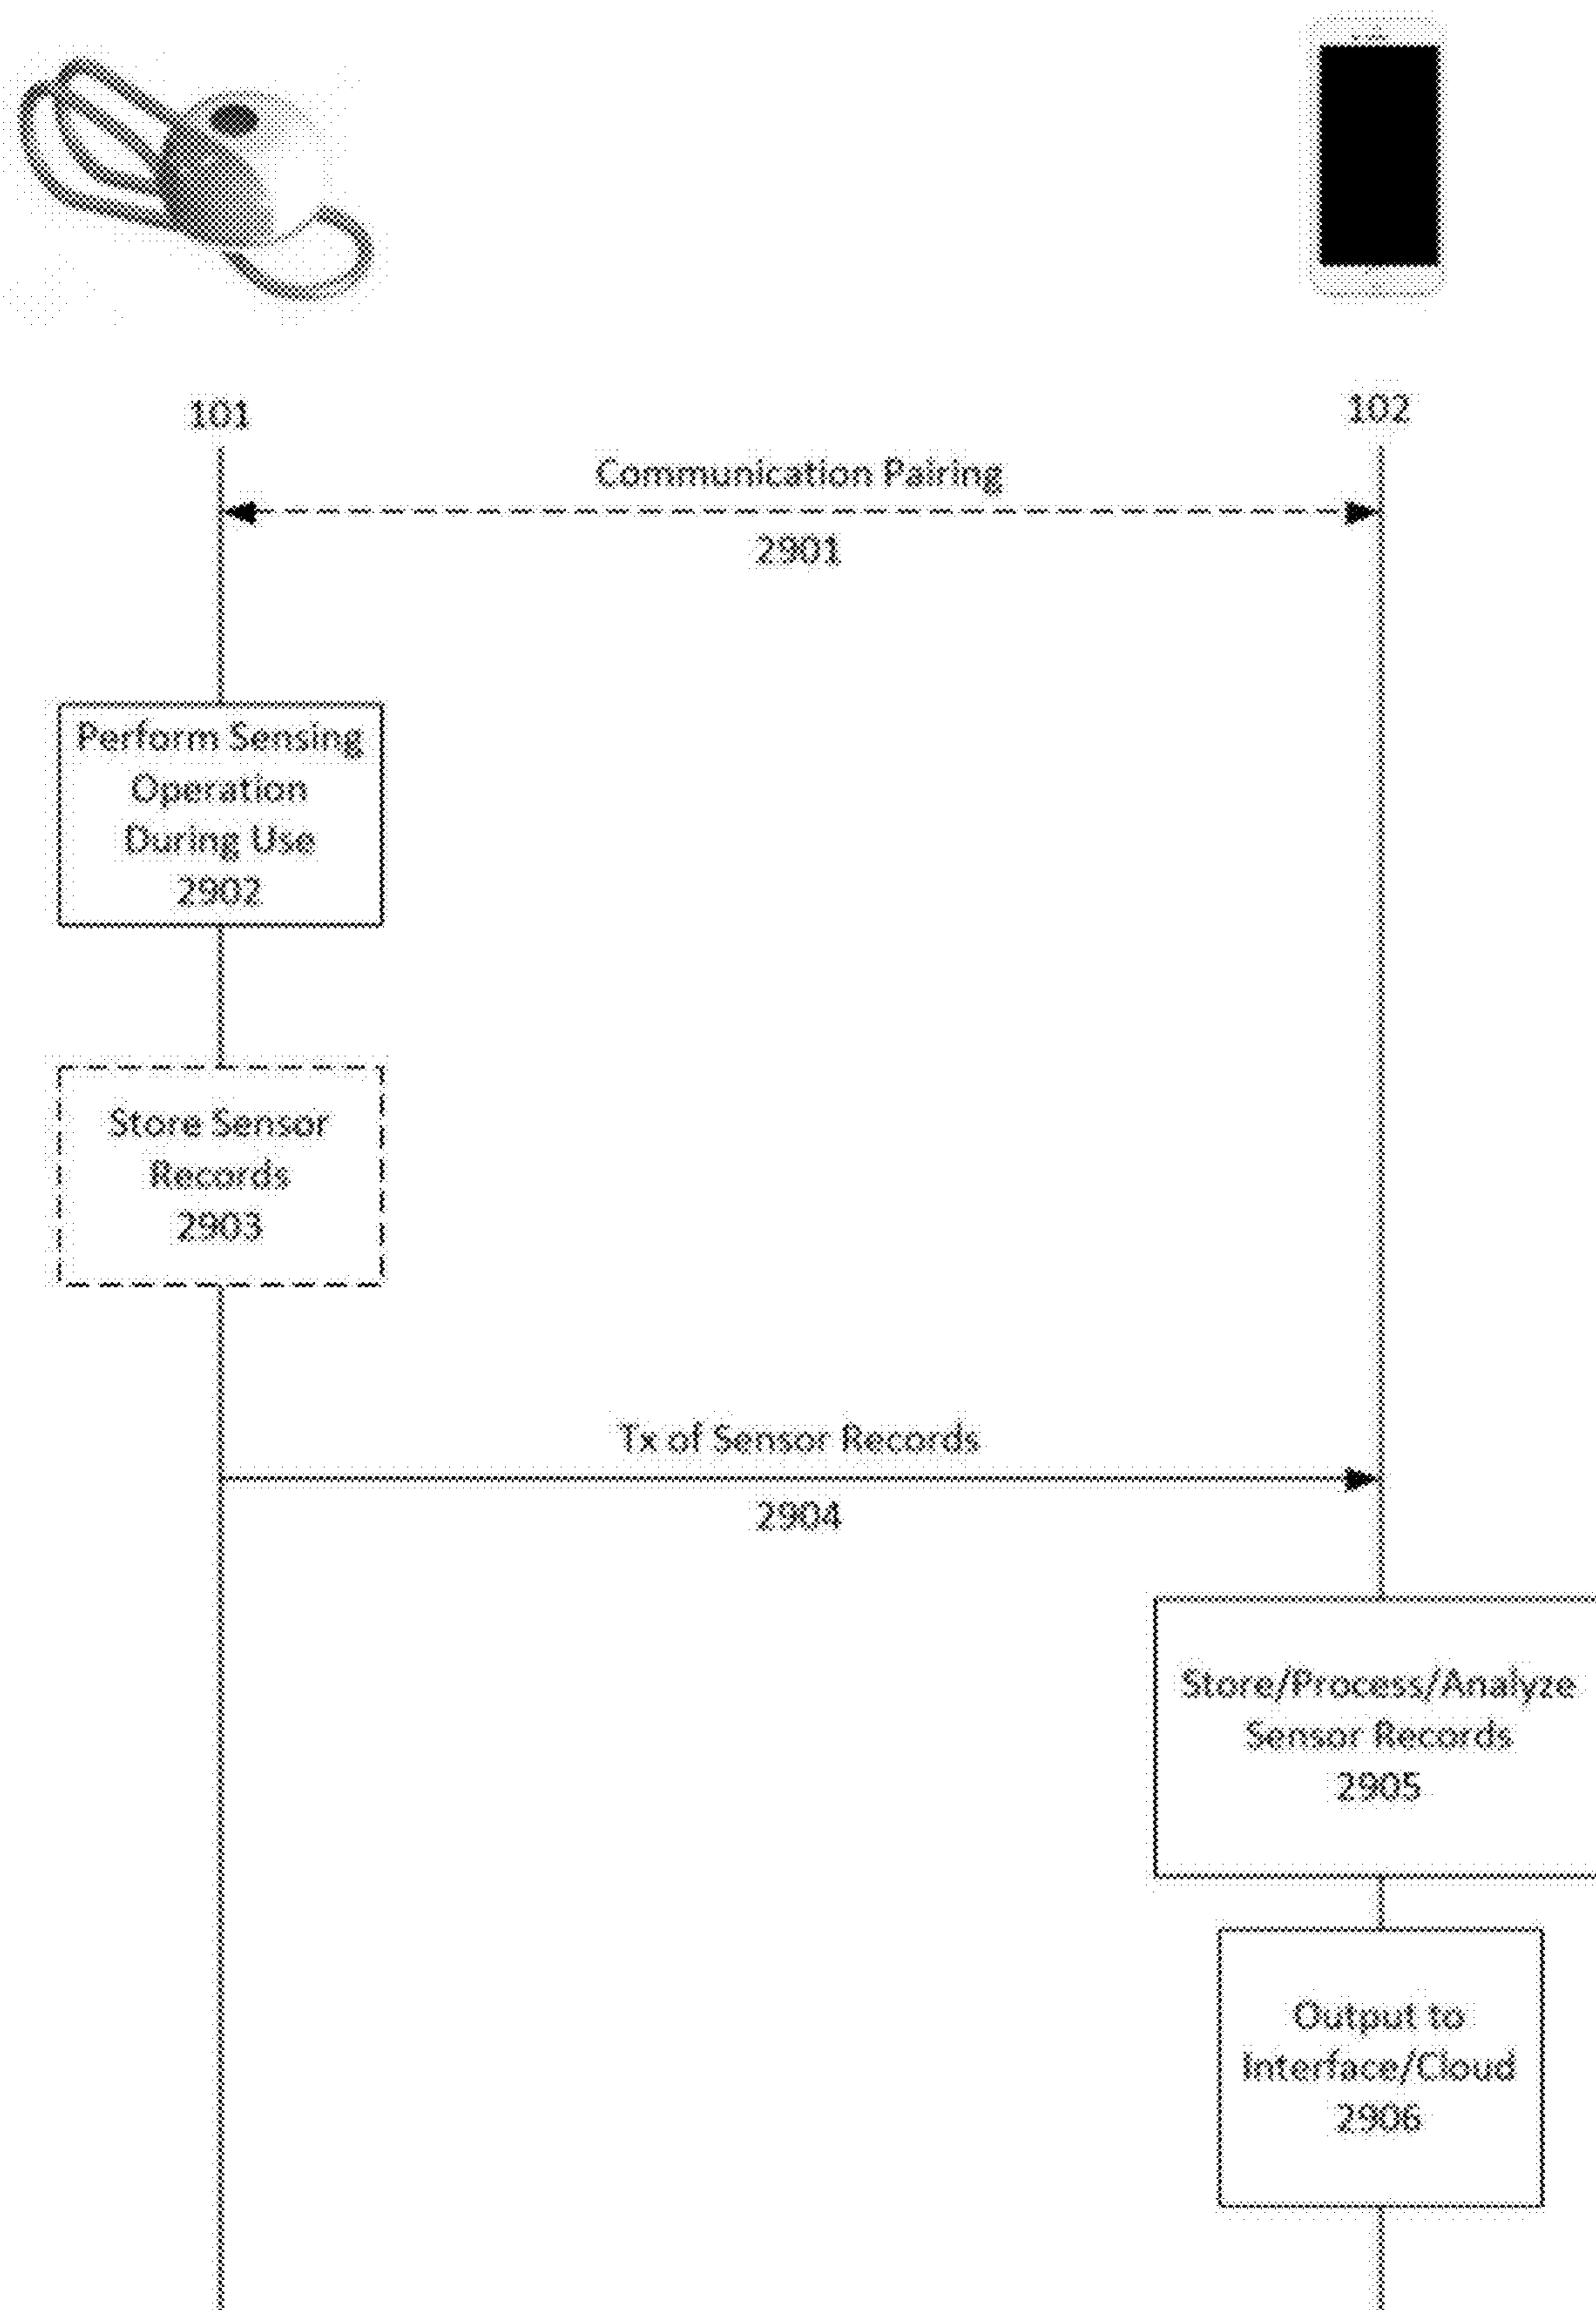 101
102
Communication Pairing
2901
Perform Sensing
Operation
During Use
2902
Store Sensor
Records
2903
Tx of Sensor Records
2904
Store/Process/Analyze
Sensor Records
2905
Output to
Interface/Cloud
2906